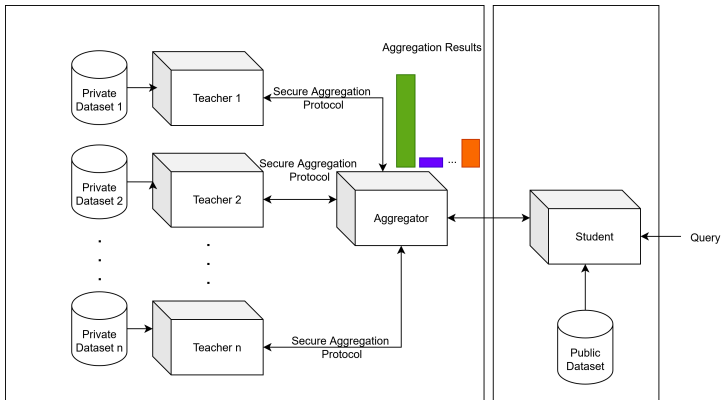 Aggregation Results
Private
Dataset 1
Teacher 1
Secure Aggregation
Protocol
...
Private
Dataset 2
Teacher 2
Secure Aggregation
Protocol
Aggregator
Student
Query
Private
Dataset n
Teacher n
Secure Aggregation
Protocol
Public
Dataset